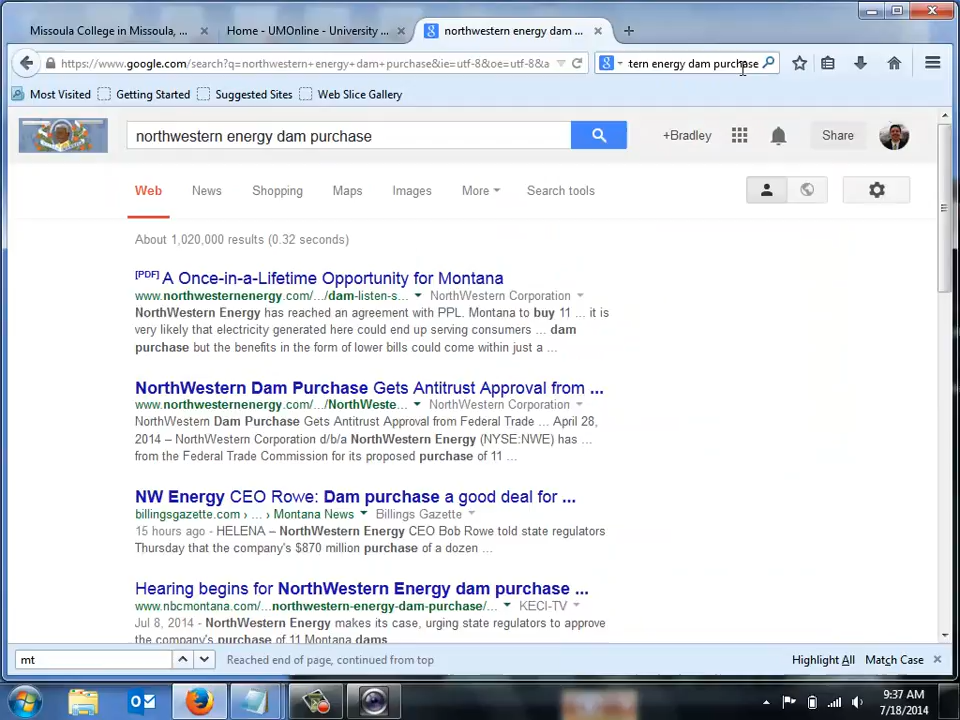 Missoula College in Missoula, ...
Home - UMOnline - University ...
northwestern energy dam ...
https://www.google.com/search?q=northwestern+energy+dam+purchase&ie=utf-8&oe=utf-8&a
tern energy dam purchase
Most Visited
Getting Started
Suggested Sites
Web Slice Gallery
northwestern energy dam purchase
+Bradley
Share
Web
News
Shopping
Maps
Images
More
Search tools
About 1,020,000 results (0.32 seconds)
[PDF] A Once-in-a-Lifetime Opportunity for Montana
www.northwesternenergy.com/.../dam-listen-s... NorthWestern Corporation
NorthWestern Energy has reached an agreement with PPL. Montana to buy 11 ... it is
very likely that electricity generated here could end up serving consumers ... dam
purchase but the benefits in the form of lower bills could come within just a ...
NorthWestern Dam Purchase Gets Antitrust Approval from ...
www.northwesternenergy.com/.../NorthWeste... NorthWestern Corporation
NorthWestern Dam Purchase Gets Antitrust Approval from Federal Trade ... April 28,
2014 – NorthWestern Corporation d/b/a NorthWestern Energy (NYSE:NWE) has ...
from the Federal Trade Commission for its proposed purchase of 11 ...
NW Energy CEO Rowe: Dam purchase a good deal for ...
billingsgazette.com › ... › Montana News Billings Gazette
15 hours ago - HELENA – NorthWestern Energy CEO Bob Rowe told state regulators
Thursday that the company's $870 million purchase of a dozen ...
Hearing begins for NorthWestern Energy dam purchase ...
www.nbcmontana.com/...northwestern-energy-dam-purchase/... KECI-TV
Jul 8, 2014 - NorthWestern Energy makes its case, urging state regulators to approve
the company's purchase of 11 Montana dams.
mt
Reached end of page, continued from top
Highlight All
Match Case
9:37 AM
7/18/2014